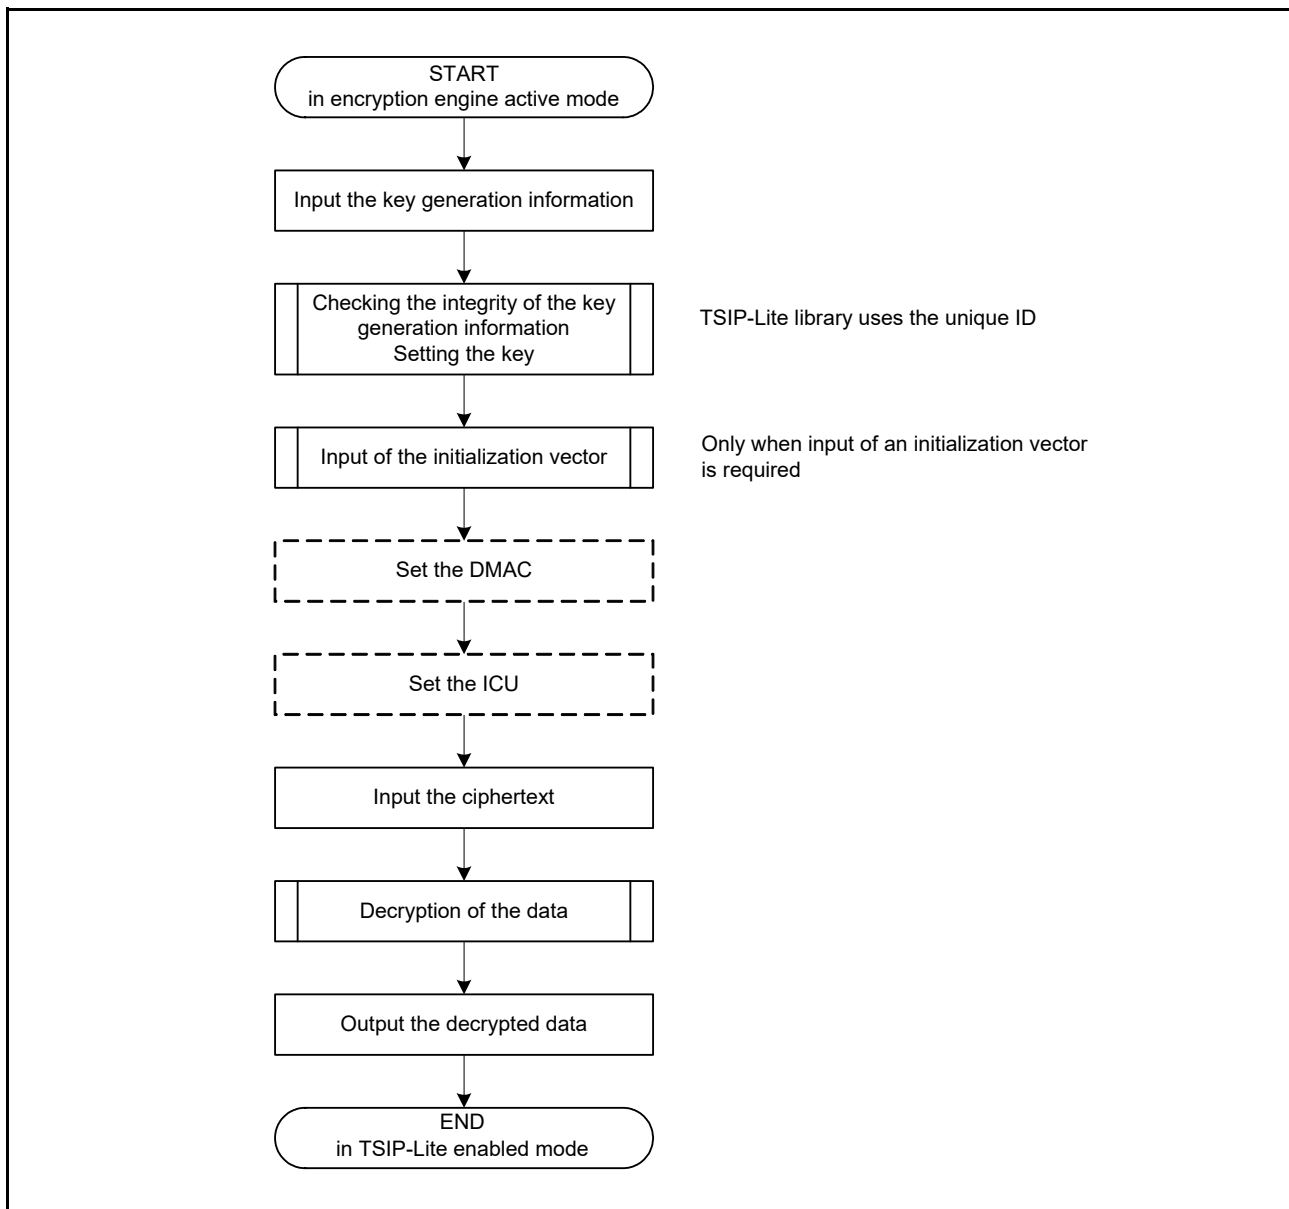 START
in encryption engine active mode
Input the key generation information
Checking the integrity of the key
generation information
Setting the key
TSIP-Lite library uses the unique ID
Input of the initialization vector
Only when input of an initialization vector
is required
Set the DMAC
Set the ICU
Input the ciphertext
Decryption of the data
Output the decrypted data
END
in TSIP-Lite enabled mode